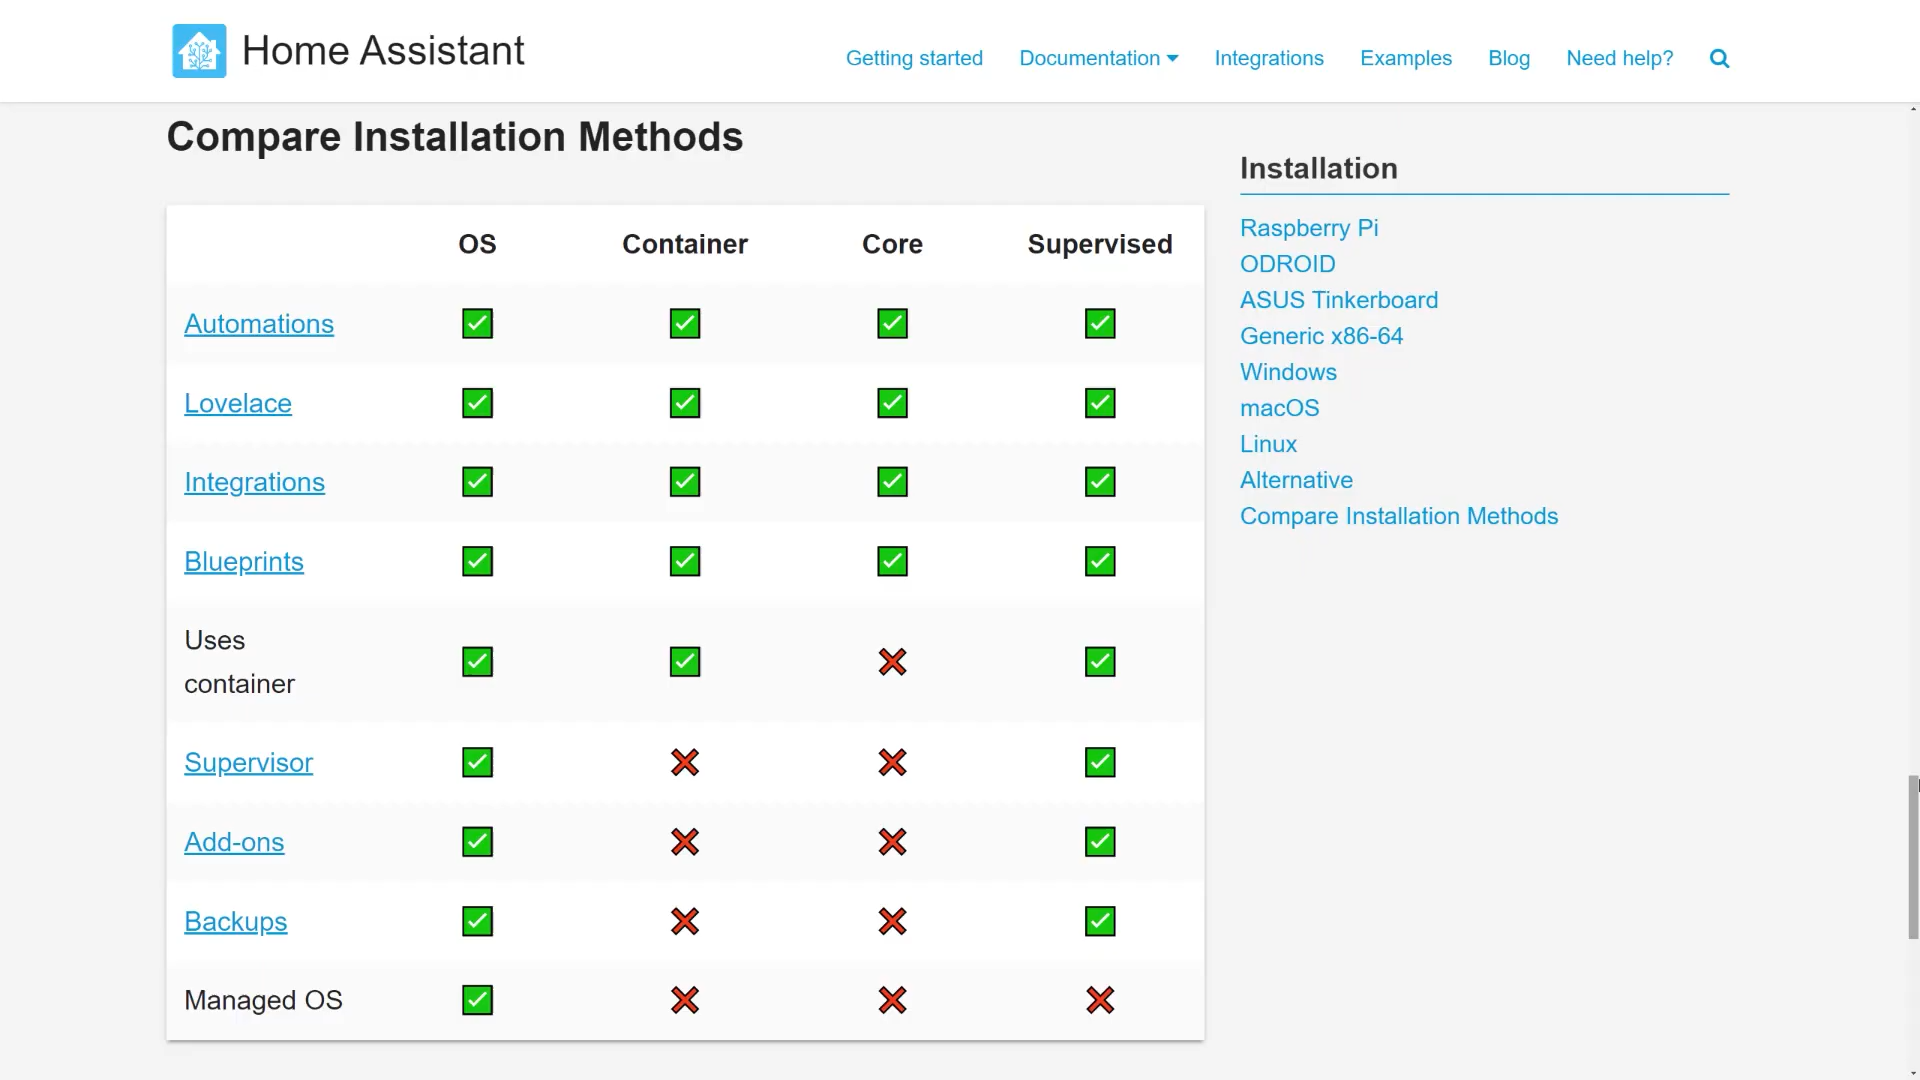 Home Assistant
Getting started Documentation Integrations Examples Blog Need help?
Compare Installation Methods
OS Container Core Supervised
Automations ✅ ✅ ✅ ✅
Lovelace ✅ ✅ ✅ ✅
Integrations ✅ ✅ ✅ ✅
Blueprints ✅ ✅ ✅ ✅
Uses
container ✅ ✅ ❌ ✅
Supervisor ✅ ❌ ❌ ✅
Add-ons ✅ ❌ ❌ ✅
Backups ✅ ❌ ❌ ✅
Managed OS ✅ ❌ ❌ ❌
Installation
Raspberry Pi
ODROID
ASUS Tinkerboard
Generic x86-64
Windows
macOS
Linux
Alternative
Compare Installation Methods